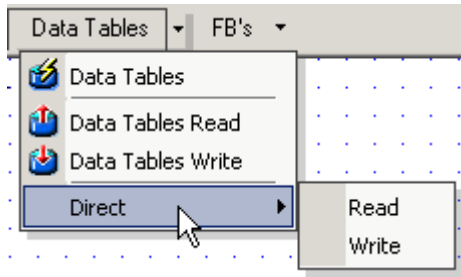 Data Tables FB's
Data Tables
Data Tables Read
Data Tables Write
Direct
Read
Write